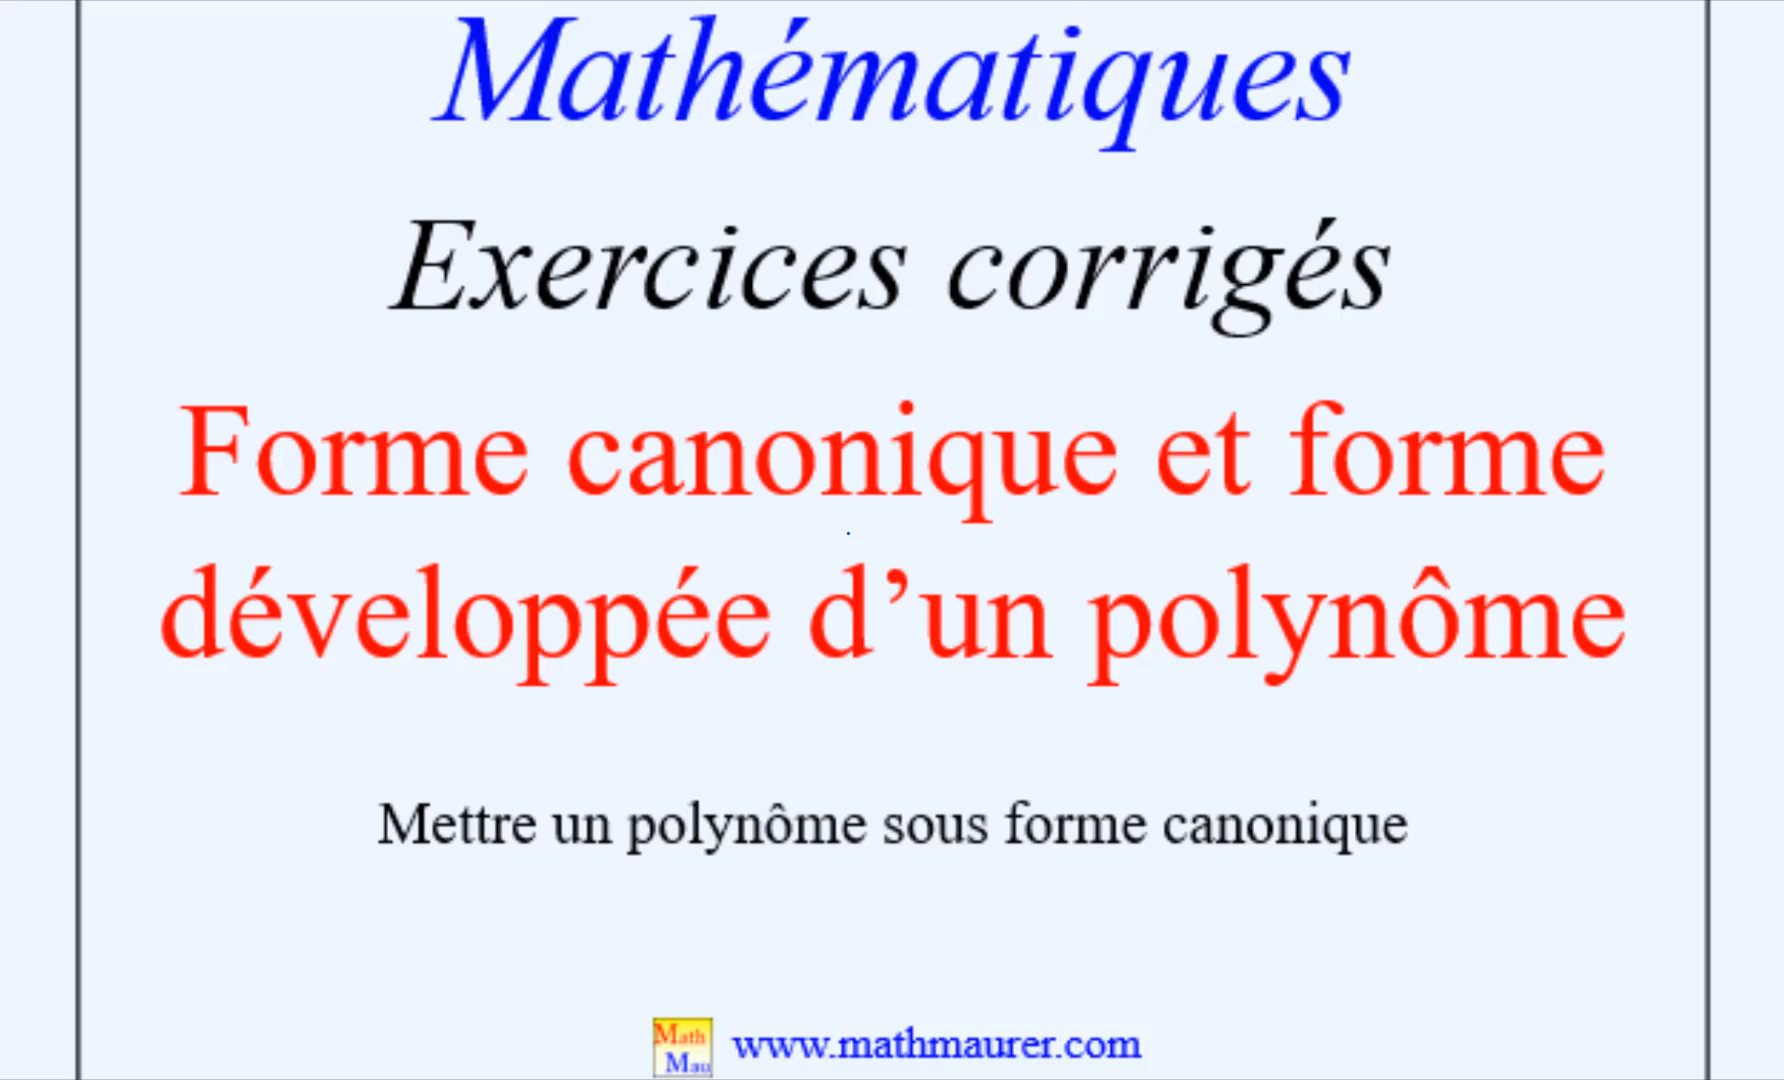 Mathématiques
Exercices corrigés
Forme canonique et forme
développée d’un polynôme
Mettre un polynôme sous forme canonique
Math
Mau
www.mathmaurer.com